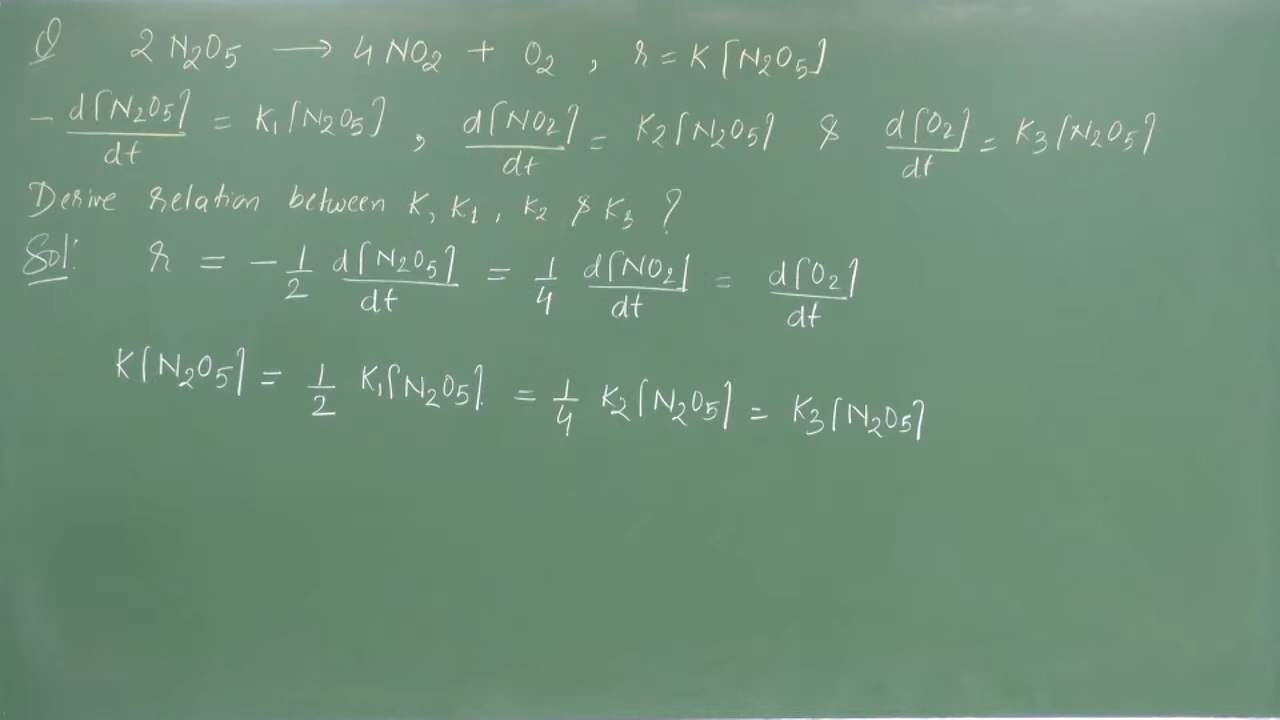 Q 2 N₂O₅ → 4 NO₂ + O₂ , r = K [N₂O₅]
- d[N₂O₅]/dt = K₁[N₂O₅] , d[NO₂]/dt = K₂[N₂O₅] & d[O₂]/dt = K₃[N₂O₅]
Derive relation between K, K₁, K₂ & K₃ ?
Sol: r = - 1/2 d[N₂O₅]/dt = 1/4 d[NO₂]/dt = d[O₂]/dt
K[N₂O₅] = 1/2 K₁[N₂O₅] = 1/4 K₂[N₂O₅] = K₃[N₂O₅]